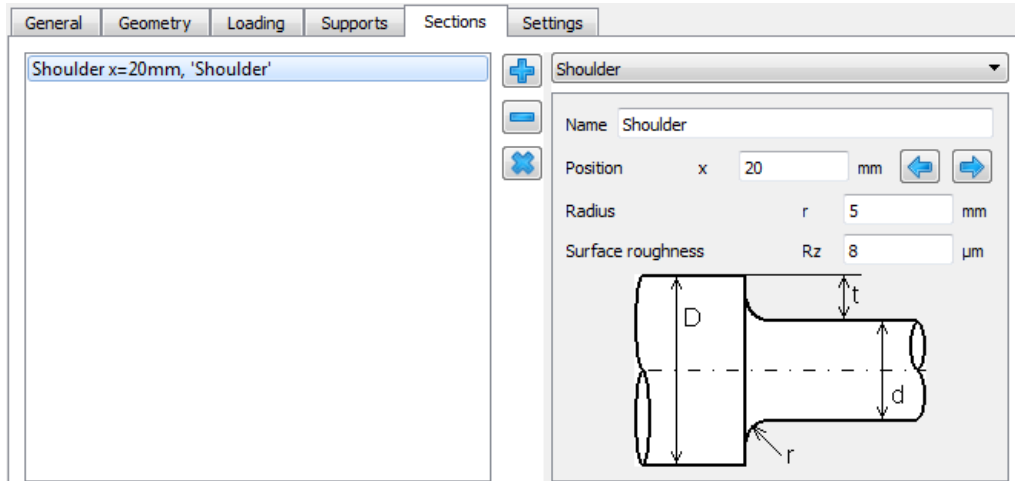 General Geometry Loading Supports Sections Settings
Shoulder x=20mm, 'Shoulder'
Shoulder
Name Shoulder
Position x 20 mm
Radius r 5 mm
Surface roughness Rz 8 µm
t
D
d
r